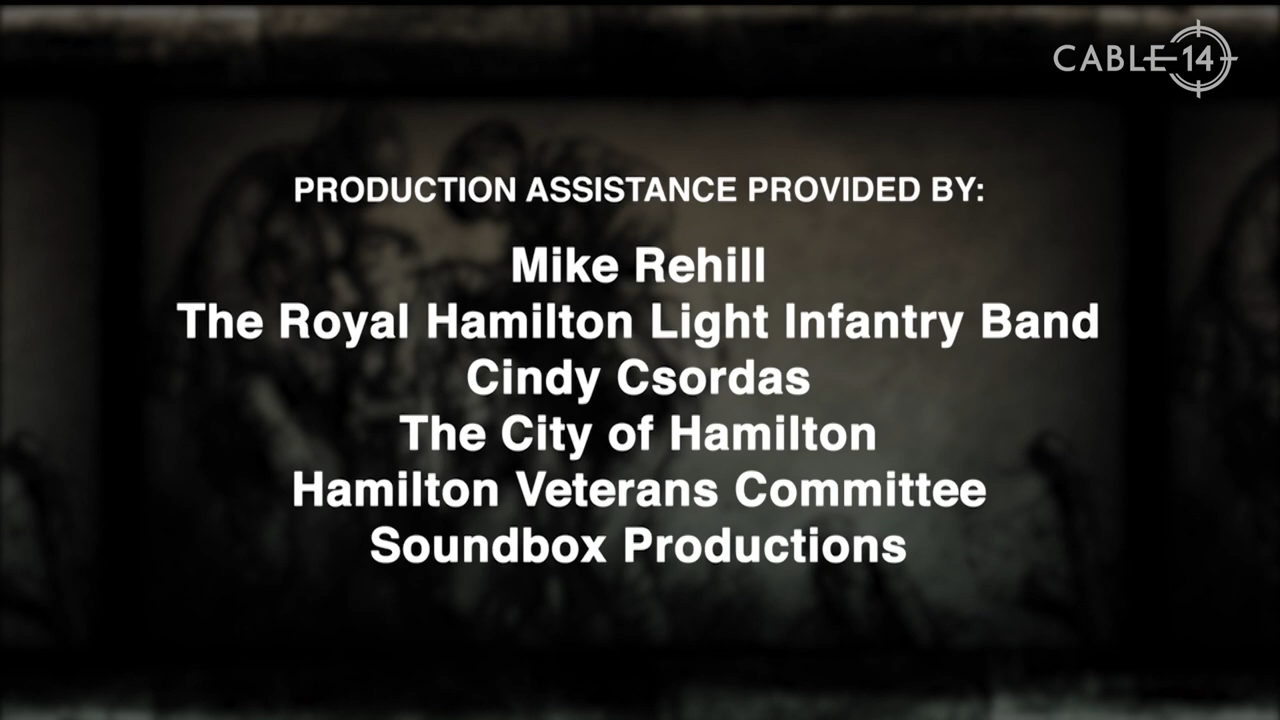 CABLE 14
PRODUCTION ASSISTANCE PROVIDED BY:
Mike Rehill
The Royal Hamilton Light Infantry Band
Cindy Csordas
The City of Hamilton
Hamilton Veterans Committee
Soundbox Productions